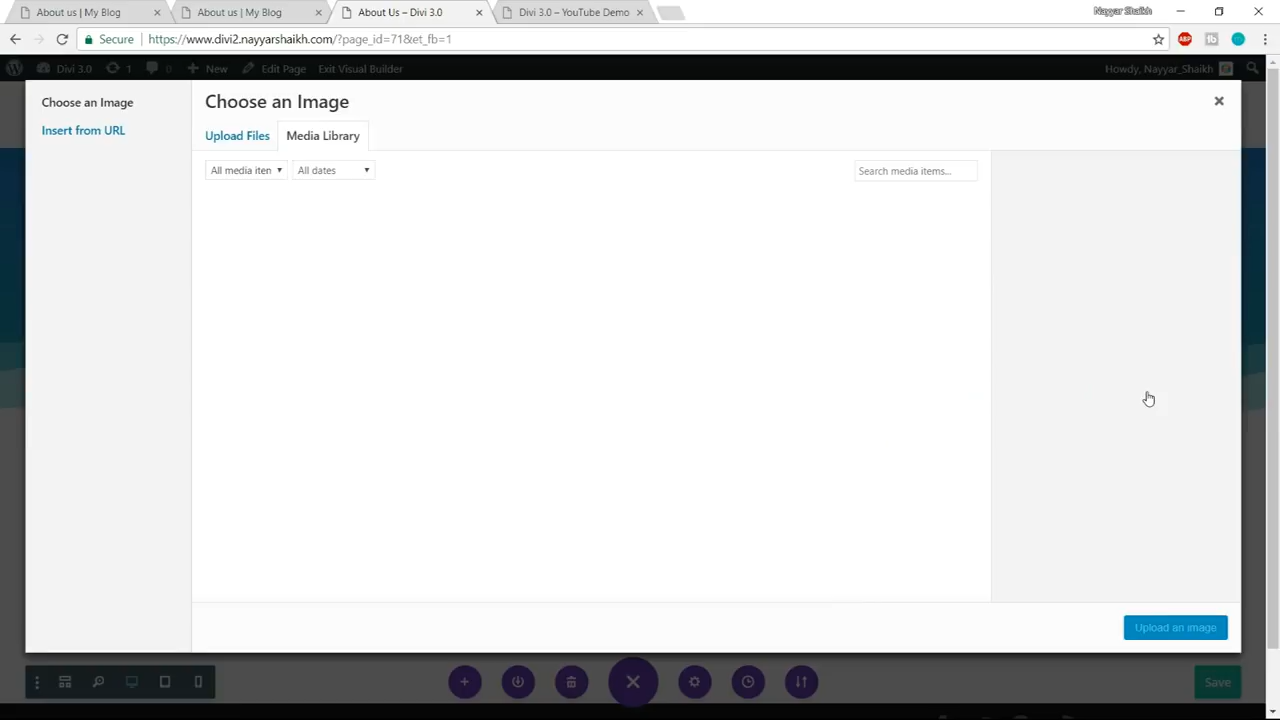 About us | My Blog
About us | My Blog
About Us – Divi 3.0
Divi 3.0 – YouTube Demo
Nayyar Shaikh
Secure
https://www.divi2.nayyarshaikh.com/?page_id=71&et_fb=1
ABP
Divi 3.0
1
0
New
Edit Page
Exit Visual Builder
Howdy, Nayyar_Shaikh
Choose an Image
Insert from URL
Choose an Image
Upload Files
Media Library
All media iten
All dates
Search media items...
Upload an image
Save